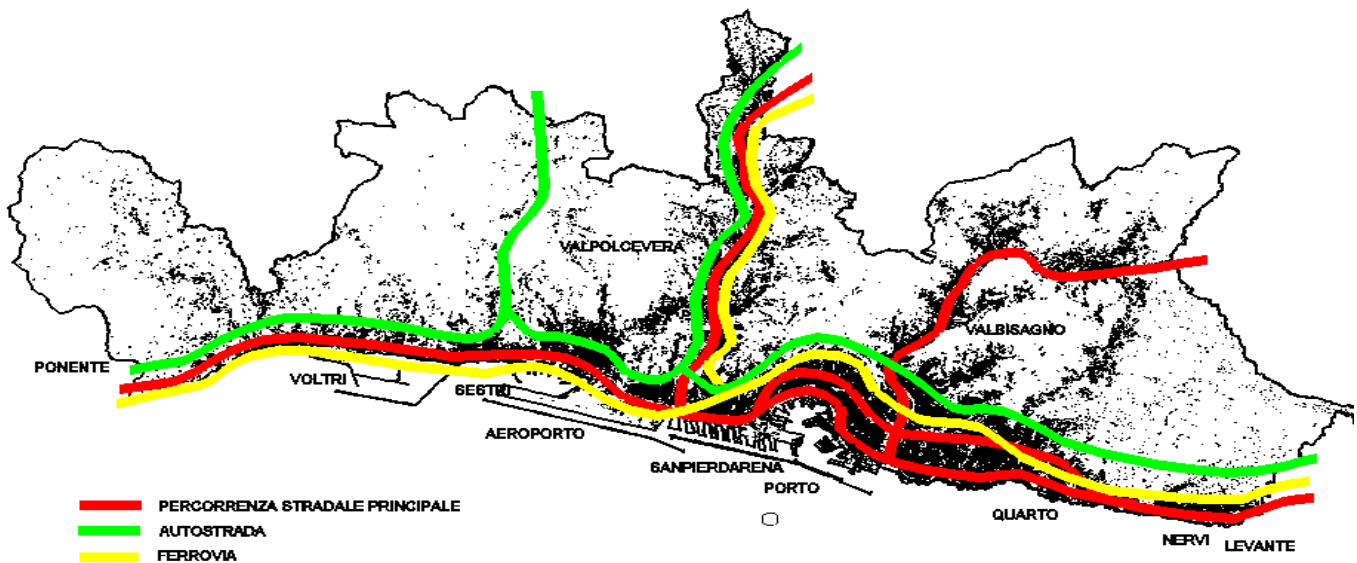 VALPOLCEVERA
VALBISAGNO
PONENTE
VOLTRI
SESTRI
AEROPORTO
SANPIERDARENA
PORTO
QUARTO
NERVI
LEVANTE
PERCORRENZA STRADALE PRINCIPALE
AUTOSTRADA
FERROVIA